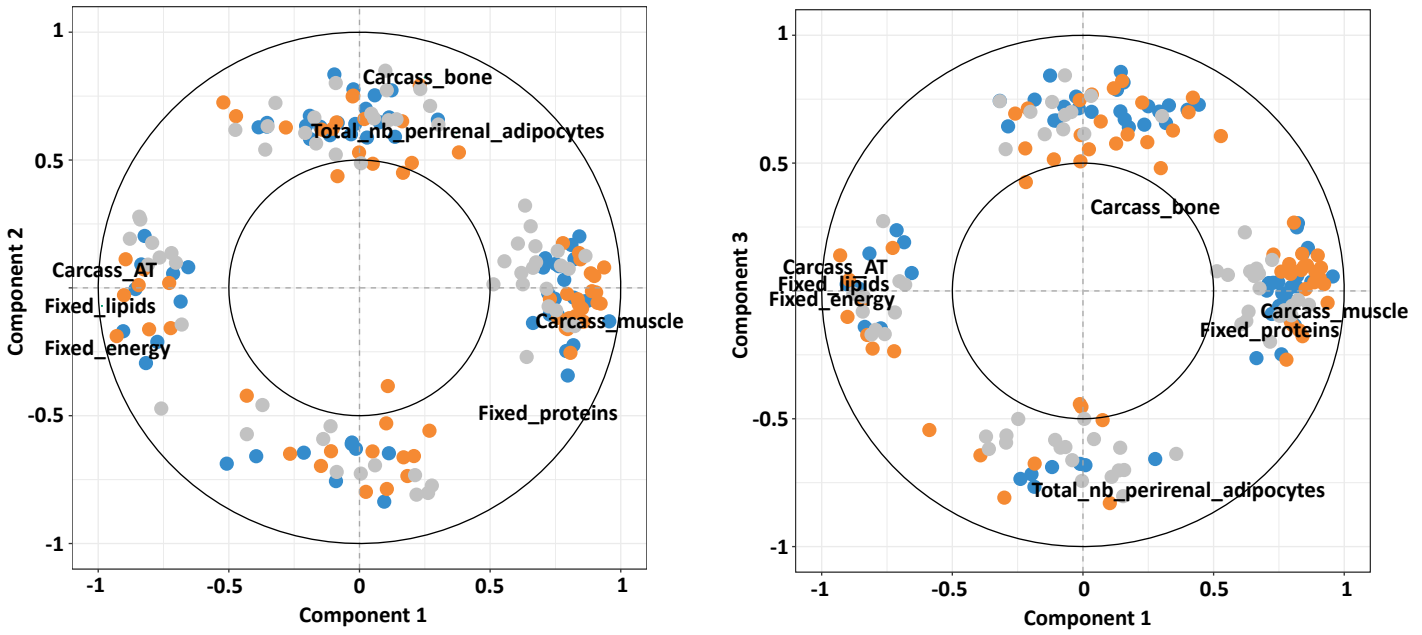 1
0.5
0
-0.5
-1
Component 2
Carcass_bone
Total_nb_perirenal_adipocytes
Carcass_AT
Fixed_lipids
Fixed_energy
Carcass_muscle
Fixed_proteins
-1
-0.5
0
0.5
1
Component 1
1
0.5
0
-0.5
-1
Component 3
Carcass_bone
Carcass_AT
Fixed_lipids
Fixed_energy
Carcass_muscle
Fixed_proteins
Total_nb_perirenal_adipocytes
-1
-0.5
0
0.5
1
Component 1